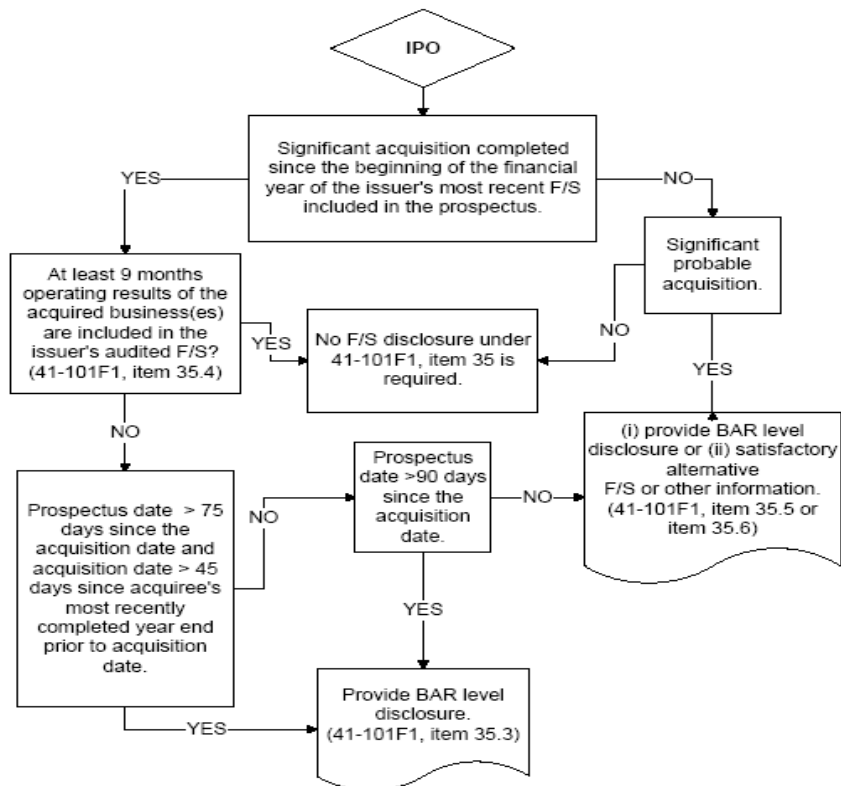 IPO
Significant acquisition completed
since the beginning of the financial
year of the issuer's most recent F/S
included in the prospectus.
YES
NO
At least 9 months
operating results of the
acquired business(es)
are included in the
issuer's audited F/S?
(41-101F1, item 35.4)
Significant
probable
acquisition.
YES
NO
No F/S disclosure under
41-101F1, item 35 is
required.
YES
NO
Prospectus date > 75
days since the
acquisition date and
acquisition date > 45
days since acquiree's
most recently
completed year end
prior to acquisition
date.
NO
Prospectus
date >90 days
since the
acquisition
date.
NO
(i) provide BAR level
disclosure or (ii) satisfactory
alternative
F/S or other information.
(41-101F1, item 35.5 or
item 35.6)
YES
YES
Provide BAR level
disclosure.
(41-101F1, item 35.3)